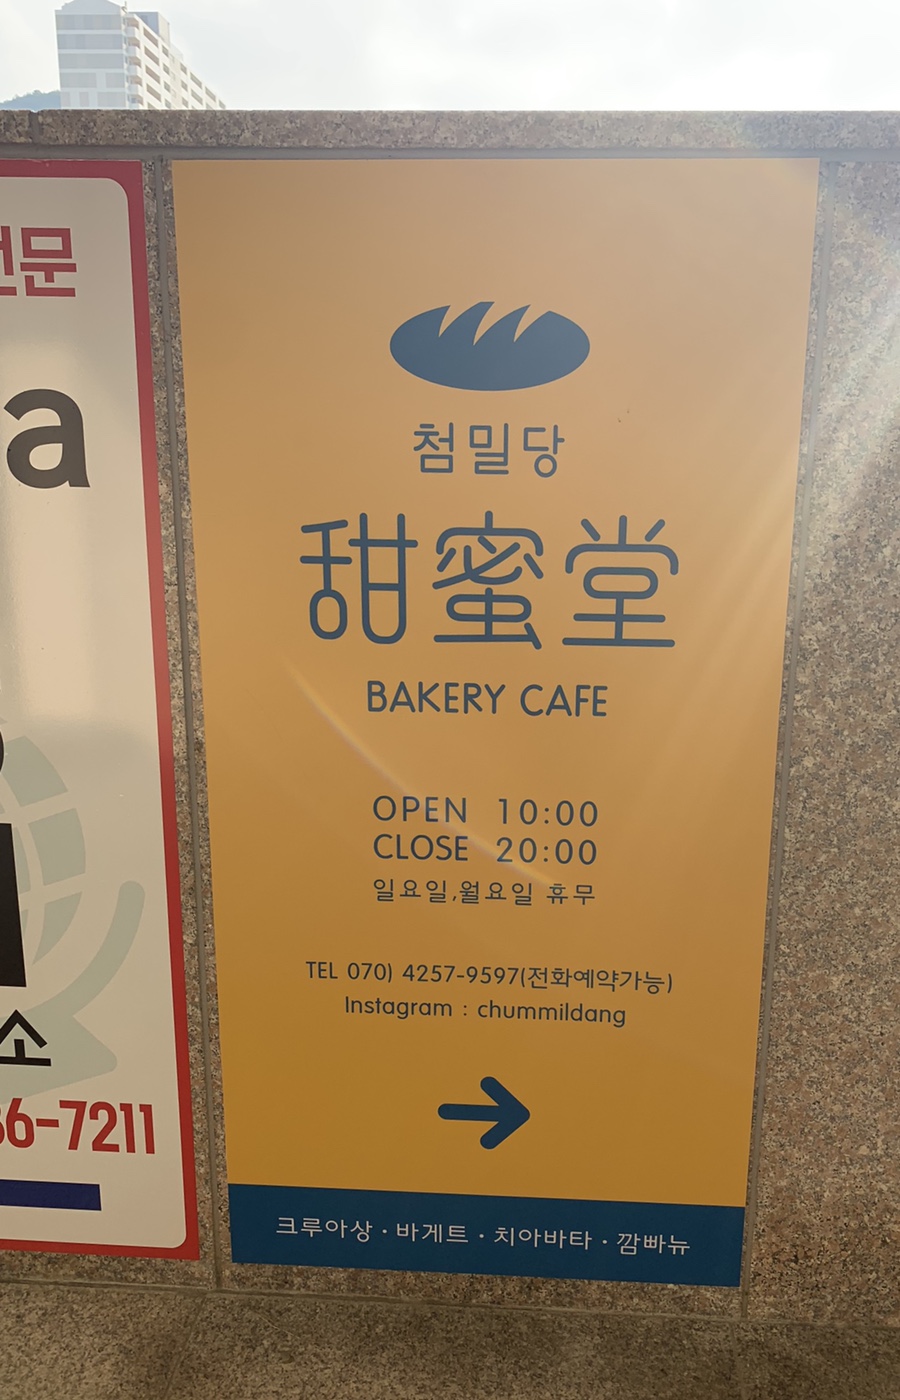 전문
a
소
86-7211
첨밀당
甜蜜堂
BAKERY CAFE
OPEN 10:00
CLOSE 20:00
일요일,월요일 휴무
TEL 070) 4257-9597(전화예약가능)
Instagram : chummildang
크루아상 · 바게트 · 치아바타 · 깜빠뉴